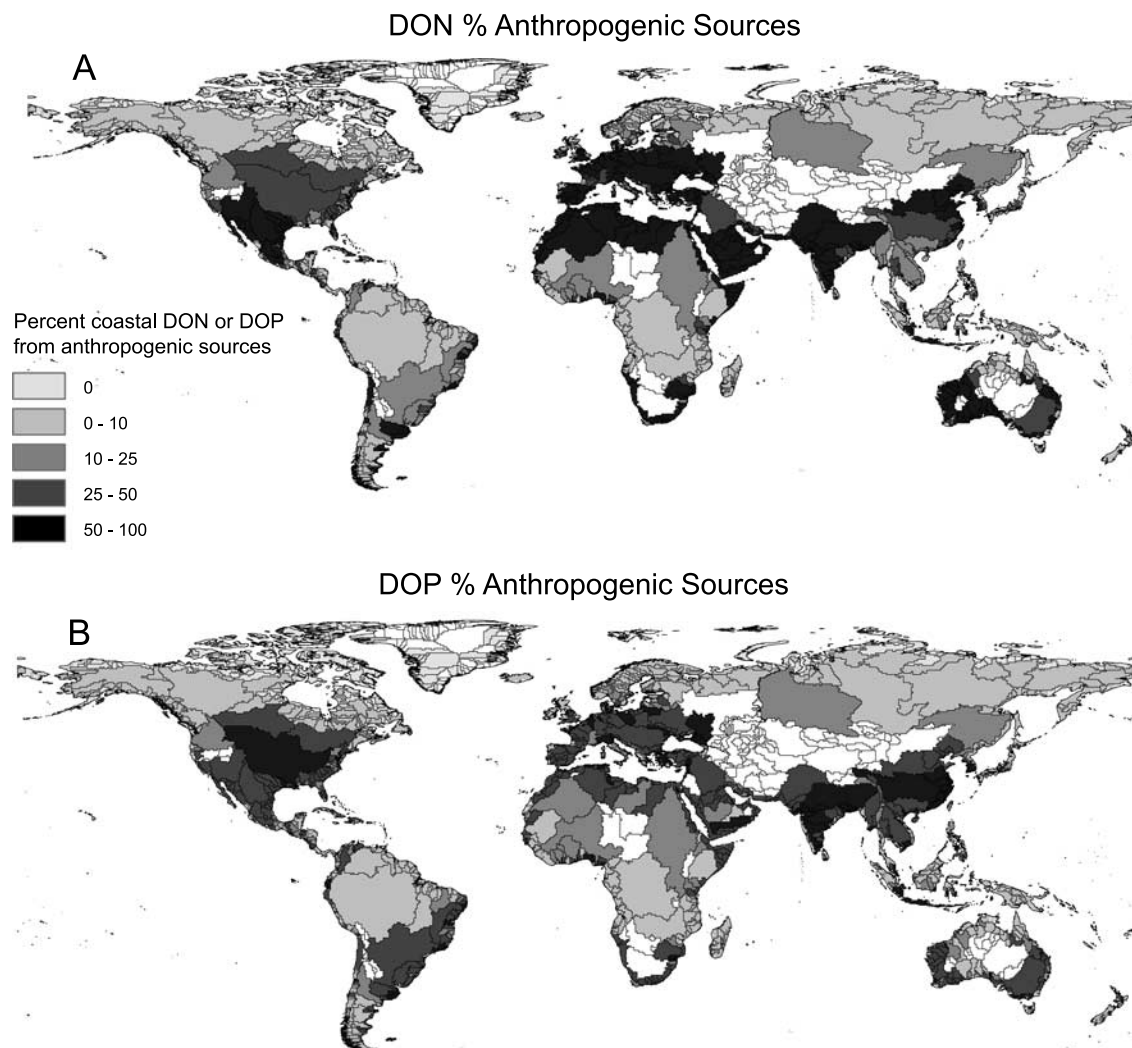 DON % Anthropogenic Sources
A
Percent coastal DON or DOP
from anthropogenic sources
0
0 - 10
10 - 25
25 - 50
50 - 100
DOP % Anthropogenic Sources
B